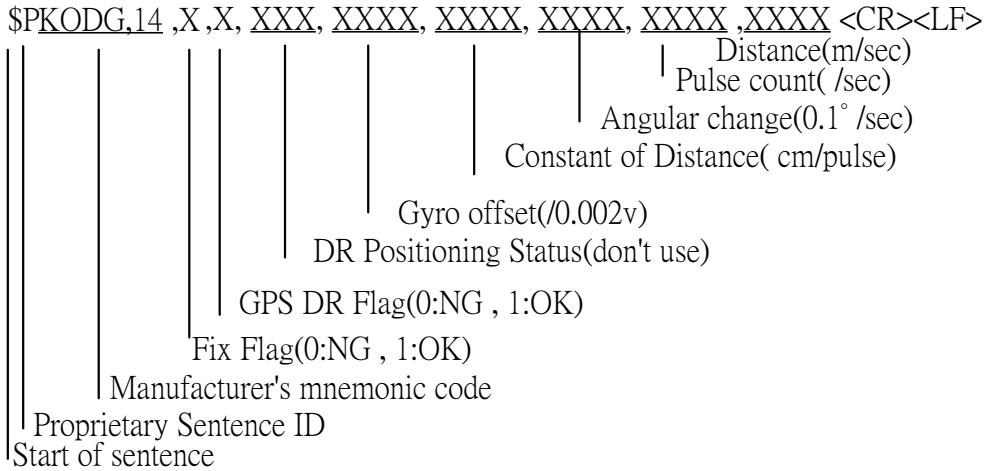 $PKODG,14 ,X ,X, XXX, XXXX, XXXX, XXXX, XXXX ,XXXX <CR><LF>
Distance(m/sec)
Pulse count( /sec)
Angular change(0.1° /sec)
Constant of Distance( cm/pulse)
Gyro offset(/0.002v)
DR Positioning Status(don't use)
GPS DR Flag(0:NG , 1:OK)
Fix Flag(0:NG , 1:OK)
Manufacturer's mnemonic code
Proprietary Sentence ID
Start of sentence